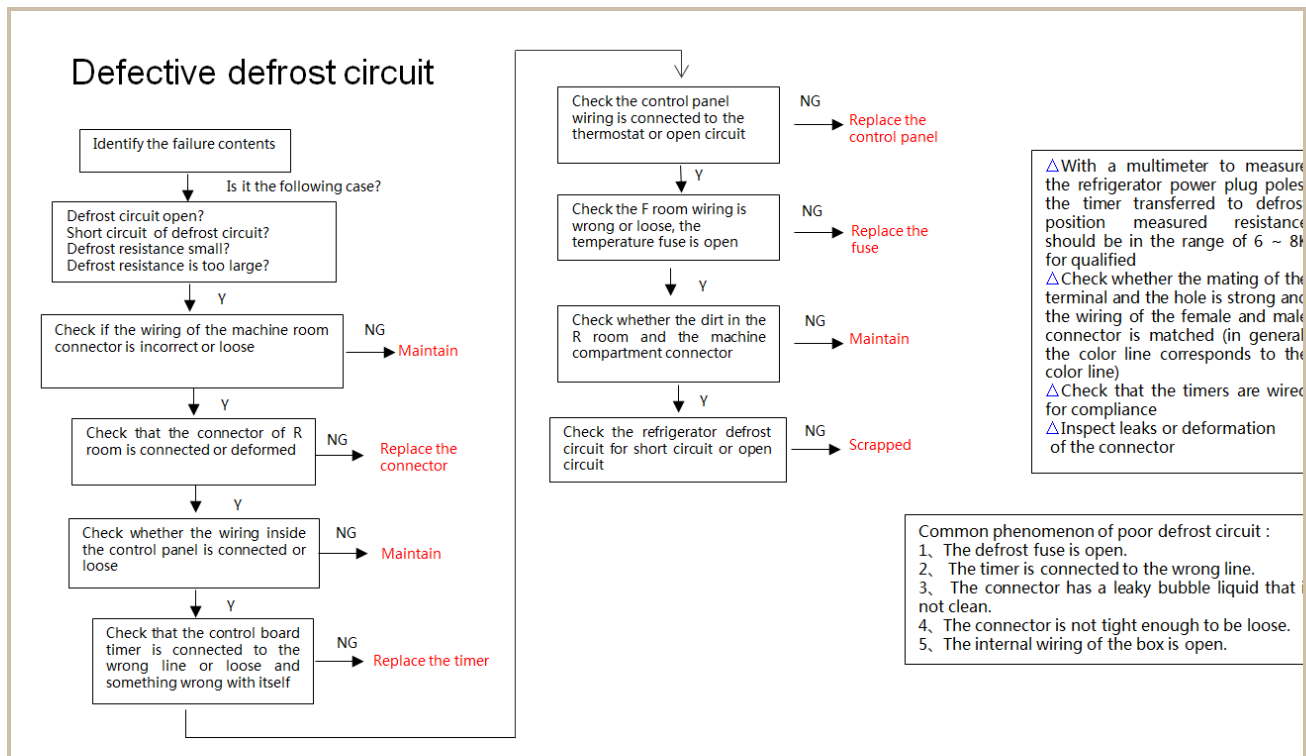 Defective defrost circuit
Identify the failure contents
Is it the following case?
Defrost circuit open?
Short circuit of defrost circuit?
Defrost resistance small?
Defrost resistance is too large?
Y
Check if the wiring of the machine room
connector is incorrect or loose
NG
Maintain
Y
Check that the connector of R
room is connected or deformed
NG
Replace the
connector
Y
Check whether the wiring inside
the control panel is connected or
loose
NG
Maintain
Y
Check that the control board
timer is connected to the
wrong line or loose and
something wrong with itself
NG
Replace the timer
Check the control panel
wiring is connected to the
thermostat or open circuit
NG
Replace the
control panel
Y
Check the F room wiring is
wrong or loose, the
temperature fuse is open
NG
Replace the
fuse
Y
Check whether the dirt in the
R room and the machine
compartment connector
NG
Maintain
Y
Check the refrigerator defrost
circuit for short circuit or open
circuit
NG
Scrapped
△With a multimeter to measure
the refrigerator power plug poles,
the timer transferred to defrost
position measured resistance
should be in the range of 6 ~ 8K
for qualified
△Check whether the mating of the
terminal and the hole is strong and
the wiring of the female and male
connector is matched (in general,
the color line corresponds to the
color line)
△Check that the timers are wired
for compliance
△Inspect leaks or deformation
of the connector
Common phenomenon of poor defrost circuit :
1、The defrost fuse is open.
2、 The timer is connected to the wrong line.
3、 The connector has a leaky bubble liquid that
not clean.
4、The connector is not tight enough to be loose.
5、The internal wiring of the box is open.